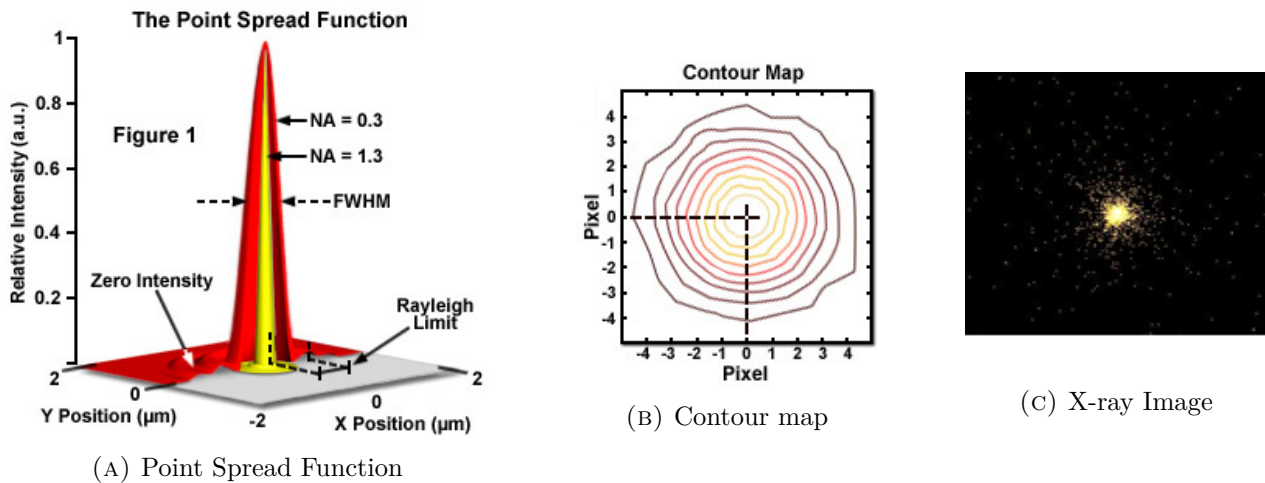 The Point Spread Function
1
0.8
0.6
0.4
0.2
Relative Intensity (a.u.)
Figure 1
NA = 0.3
NA = 1.3
FWHM
Zero Intensity
Rayleigh
Limit
2
0
-2
0
2
Y Position (µm)
X Position (µm)
(A) Point Spread Function
Contour Map
4
3
2
1
0
-1
-2
-3
-4
Pixel
-4 -3 -2 -1 0 1 2 3 4
Pixel
(B) Contour map
(C) X-ray Image